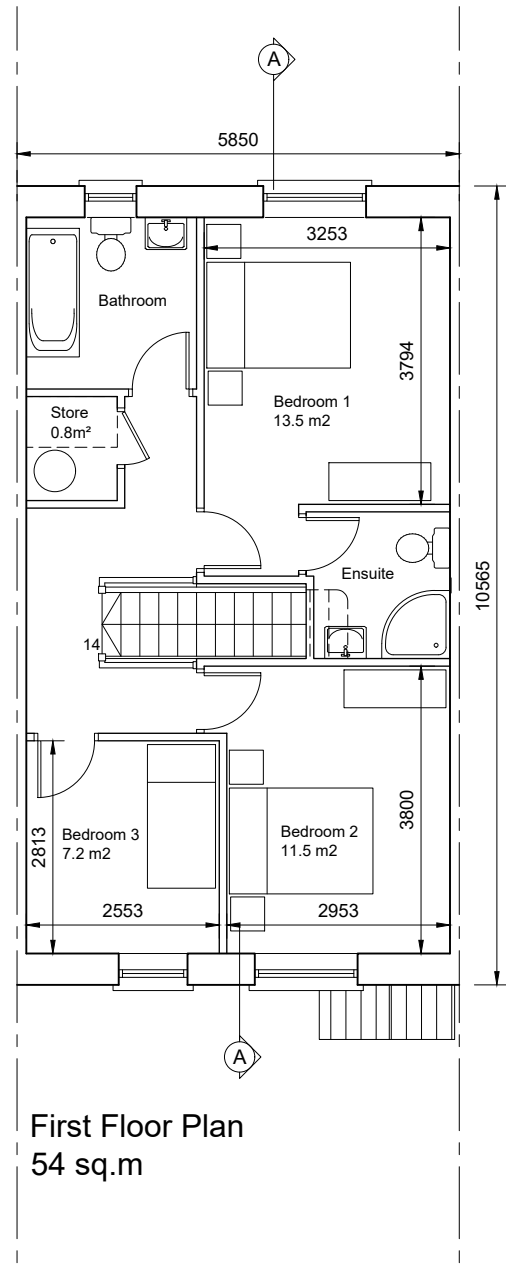 A
5850
3253
Bathroom
3794
Store
0.8m²
Bedroom 1
13.5 m2
Ensuite
10565
14
3800
2813
Bedroom 3
7.2 m2
Bedroom 2
11.5 m2
2553
2953
A
First Floor Plan
54 sq.m